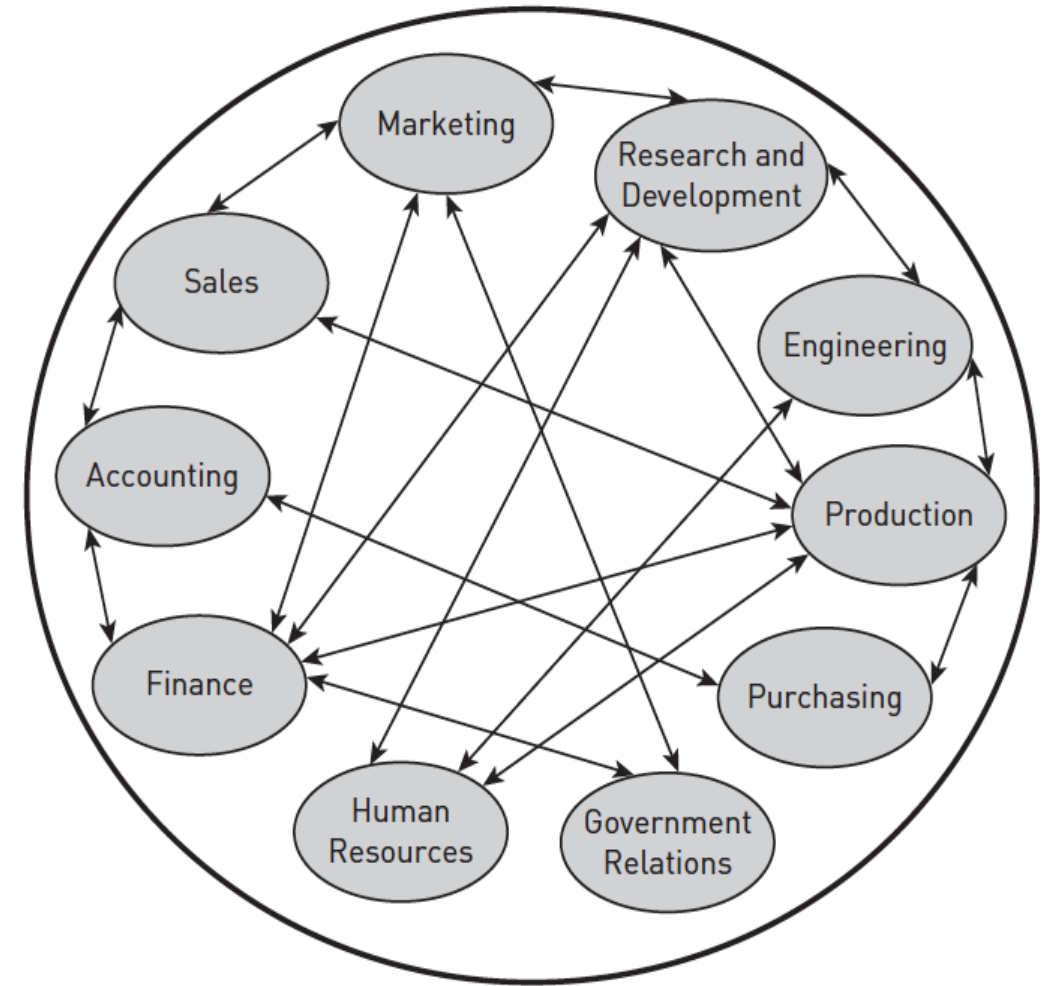 Marketing
Research and
Development
Sales
Engineering
Accounting
Production
Finance
Purchasing
Human
Resources
Government
Relations